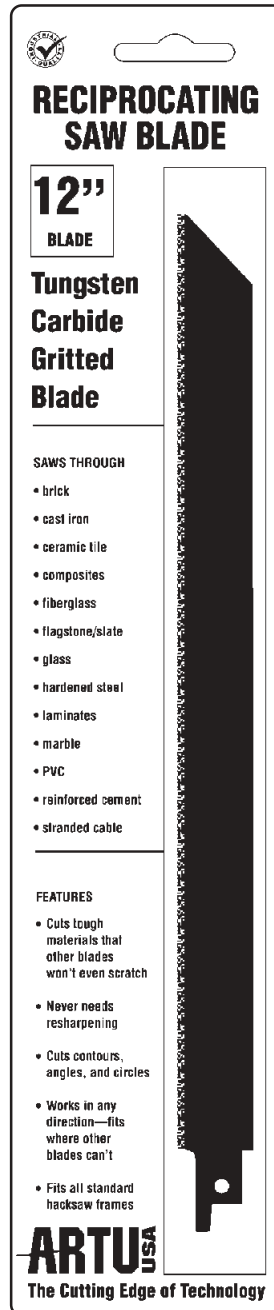 INDUSTRIAL
QUALITY
RECIPROCATING
SAW BLADE
12”
BLADE
Tungsten
Carbide
Gritted
Blade
SAWS THROUGH
• brick
• cast iron
• ceramic tile
• composites
• fiberglass
• flagstone/slate
• glass
• hardened steel
• laminates
• marble
• PVC
• reinforced cement
• stranded cable
FEATURES
• Cuts tough
materials that
other blades
won’t even scratch
• Never needs
resharpening
• Cuts contours,
angles, and circles
• Works in any
direction—fits
where other
blades can’t
• Fits all standard
hacksaw frames
ARTU USA
The Cutting Edge of Technology